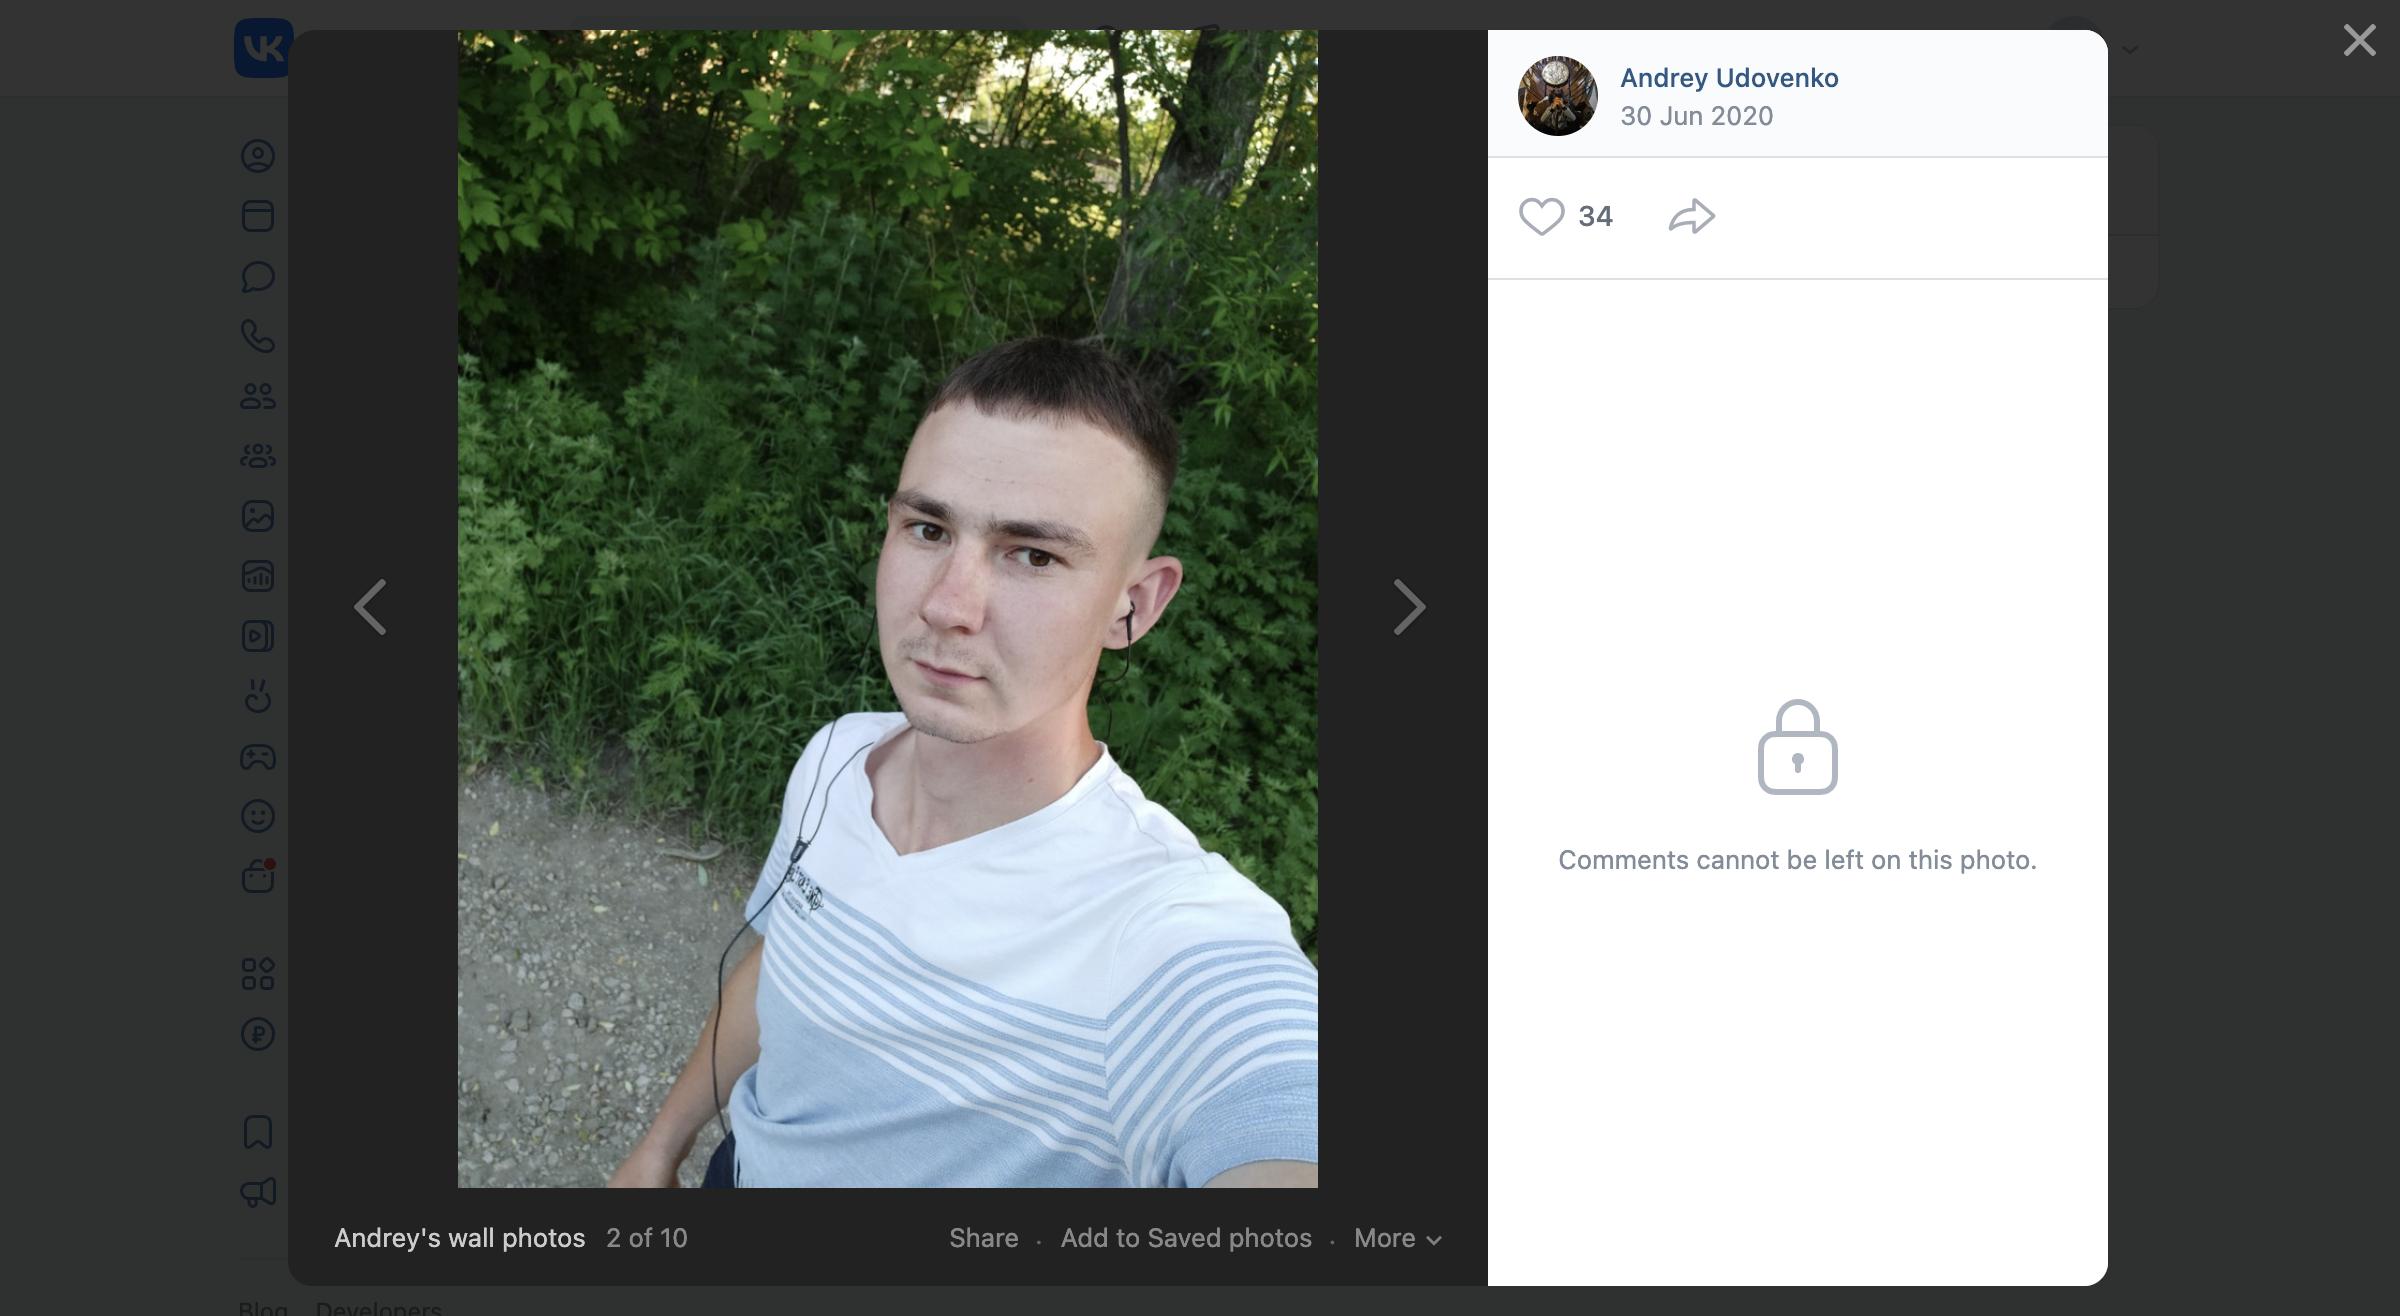 VK
Andrey Udovenko
30 Jun 2020
34
Comments cannot be left on this photo.
Andrey's wall photos 2 of 10
Share · Add to Saved photos · More
Blog Developers